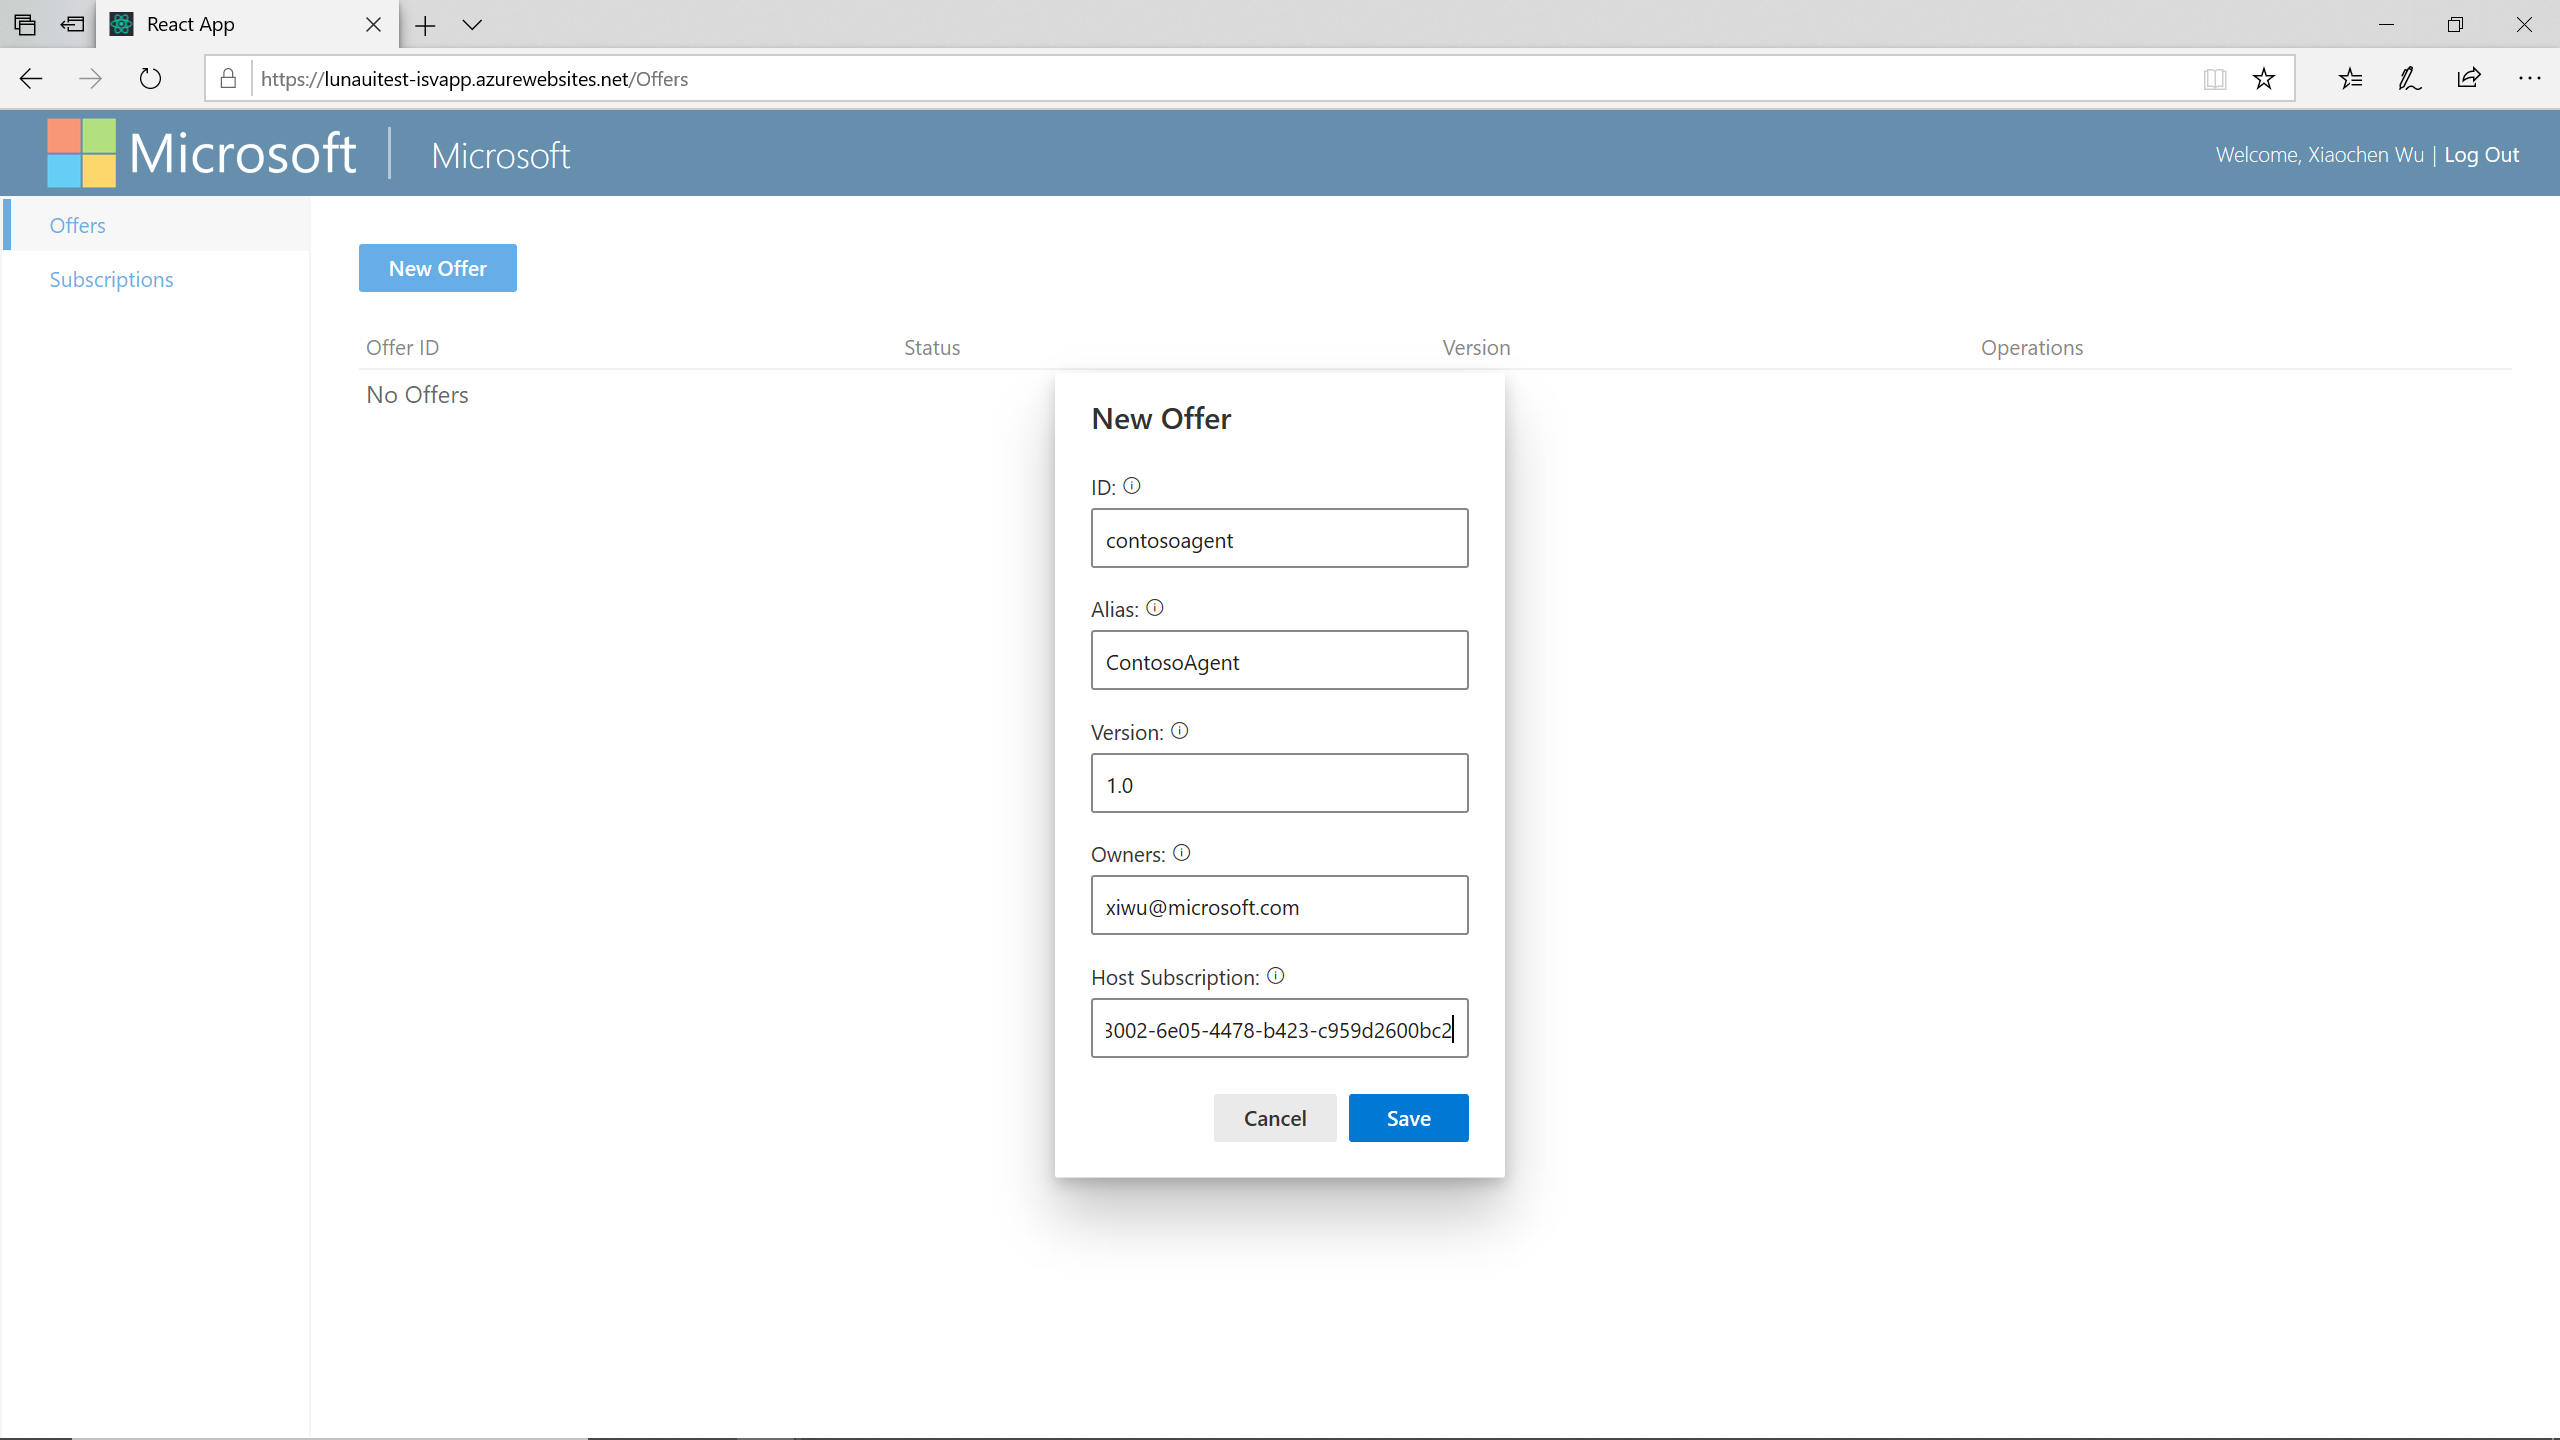 React App
https://lunauitest-isvapp.azurewebsites.net/Offers
Microsoft
Microsoft
Welcome, Xiaochen Wu | Log Out
Offers
Subscriptions
New Offer
Offer ID Status Version Operations
No Offers
New Offer
ID:
contosoagent
Alias:
ContosoAgent
Version:
1.0
Owners:
xiwu@microsoft.com
Host Subscription:
3002-6e05-4478-b423-c959d2600bc2
Cancel Save